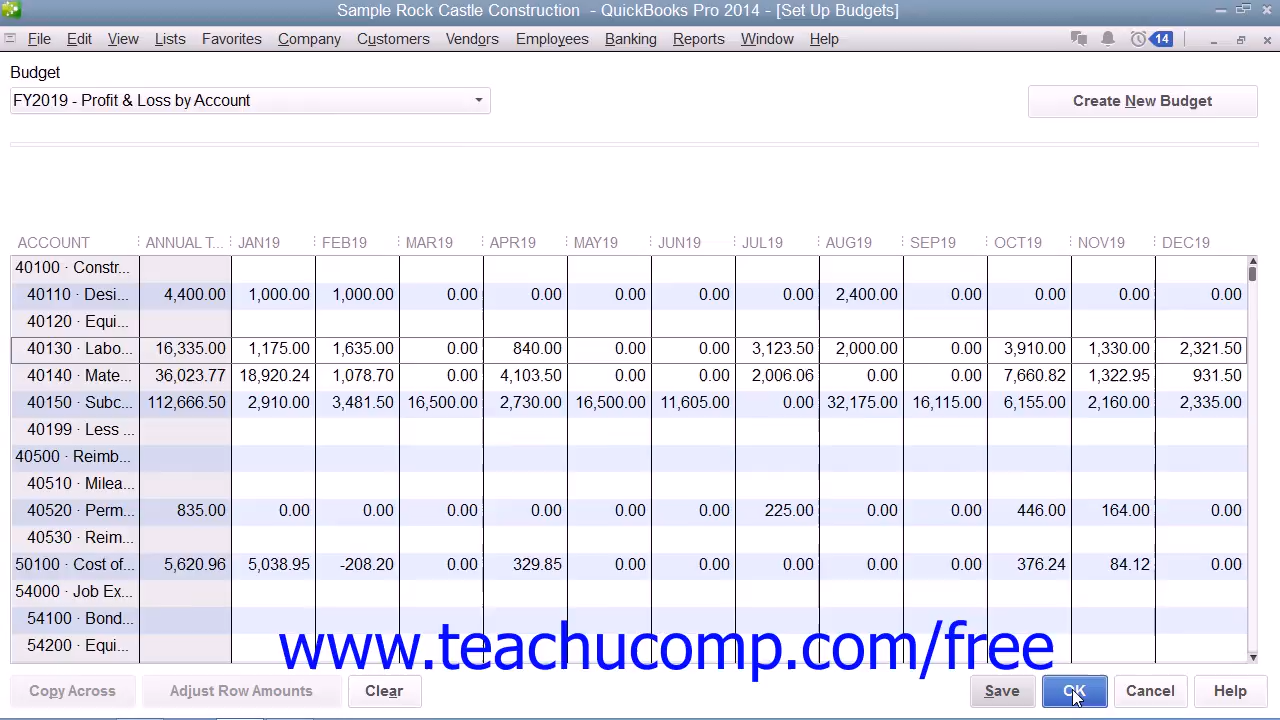 Sample Rock Castle Construction - QuickBooks Pro 2014 - [Set Up Budgets]
File Edit View Lists Favorites Company Customers Vendors Employees Banking Reports Window Help 14
Budget
FY2019 - Profit & Loss by Account
Create New Budget
ACCOUNT ANNUAL T... JAN19 FEB19 MAR19 APR19 MAY19 JUN19 JUL19 AUG19 SEP19 OCT19 NOV19 DEC19
40100 · Constr...
40110 · Desi... 4,400.00 1,000.00 1,000.00 0.00 0.00 0.00 0.00 0.00 2,400.00 0.00 0.00 0.00 0.00
40120 · Equi...
40130 · Labo... 16,335.00 1,175.00 1,635.00 0.00 840.00 0.00 0.00 3,123.50 2,000.00 0.00 3,910.00 1,330.00 2,321.50
40140 · Mate... 36,023.77 18,920.24 1,078.70 0.00 4,103.50 0.00 0.00 2,006.06 0.00 0.00 7,660.82 1,322.95 931.50
40150 · Subc... 112,666.50 2,910.00 3,481.50 16,500.00 2,730.00 16,500.00 11,605.00 0.00 32,175.00 16,115.00 6,155.00 2,160.00 2,335.00
40199 · Less ...
40500 · Reimb...
40510 · Milea...
40520 · Perm... 835.00 0.00 0.00 0.00 0.00 0.00 0.00 225.00 0.00 0.00 446.00 164.00 0.00
40530 · Reim...
50100 · Cost of... 5,620.96 5,038.95 -208.20 0.00 329.85 0.00 0.00 0.00 0.00 0.00 376.24 84.12 0.00
54000 · Job Ex...
54100 · Bond...
54200 · Equi...
www.teachucomp.com/free
Copy Across Adjust Row Amounts Clear Save OK Cancel Help